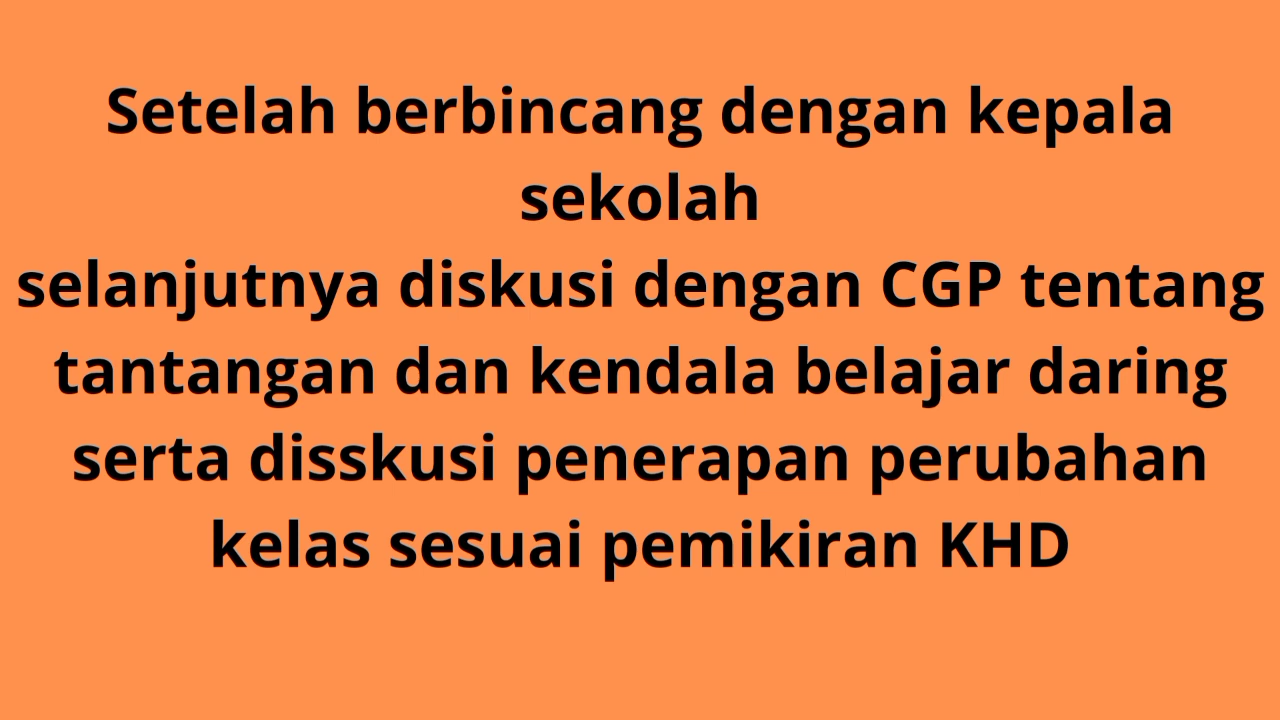 Setelah berbincang dengan kepala
sekolah
selanjutnya diskusi dengan CGP tentang
tantangan dan kendala belajar daring
serta disskusi penerapan perubahan
kelas sesuai pemikiran KHD